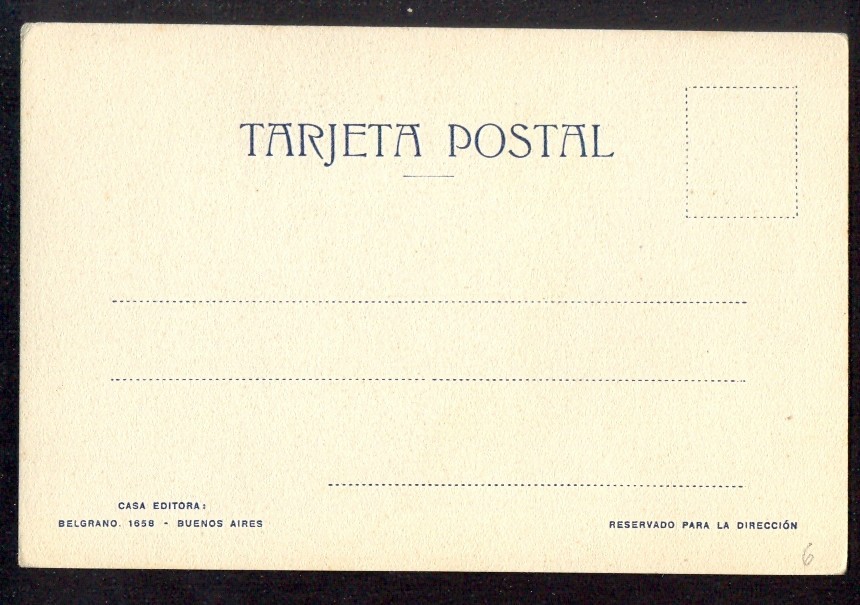 TARJETA POSTAL
CASA EDITORA:
BELGRANO. 1658 - BUENOS AIRES
RESERVADO PARA LA DIRECCIÓN
6